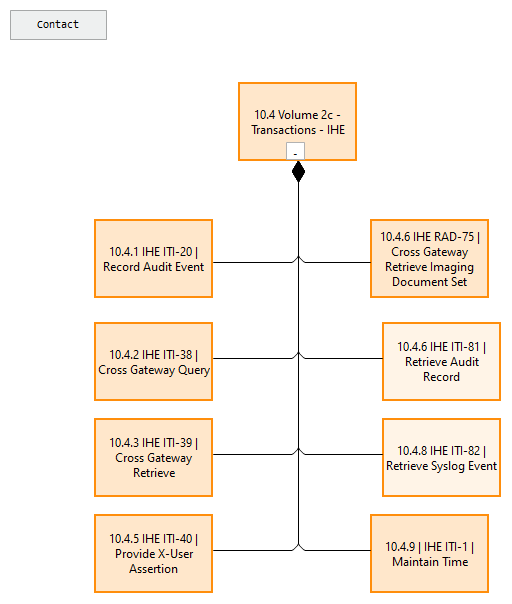 Contact
10.4 Volume 2c -
Transactions - IHE
-
10.4.1 IHE ITI-20 |
Record Audit Event
10.4.6 IHE RAD-75 |
Cross Gateway
Retrieve Imaging
Document Set
10.4.2 IHE ITI-38 |
Cross Gateway Query
10.4.6 IHE ITI-81 |
Retrieve Audit
Record
10.4.3 IHE ITI-39 |
Cross Gateway
Retrieve
10.4.8 IHE ITI-82 |
Retrieve Syslog Event
10.4.5 IHE ITI-40 |
Provide X-User
Assertion
10.4.9 | IHE ITI-1 |
Maintain Time